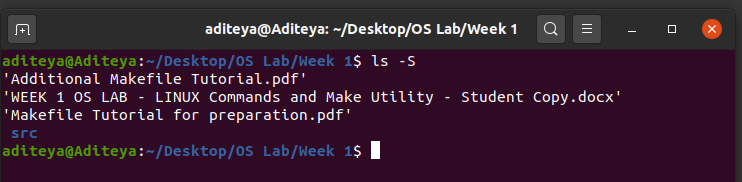 aditeya@Aditeya: ~/Desktop/OS Lab/Week 1
aditeya@Aditeya:~/Desktop/OS Lab/Week 1$ ls -S
'Additional Makefile Tutorial.pdf'
'WEEK 1 OS LAB - LINUX Commands and Make Utility - Student Copy.docx'
'Makefile Tutorial for preparation.pdf'
 src
aditeya@Aditeya:~/Desktop/OS Lab/Week 1$